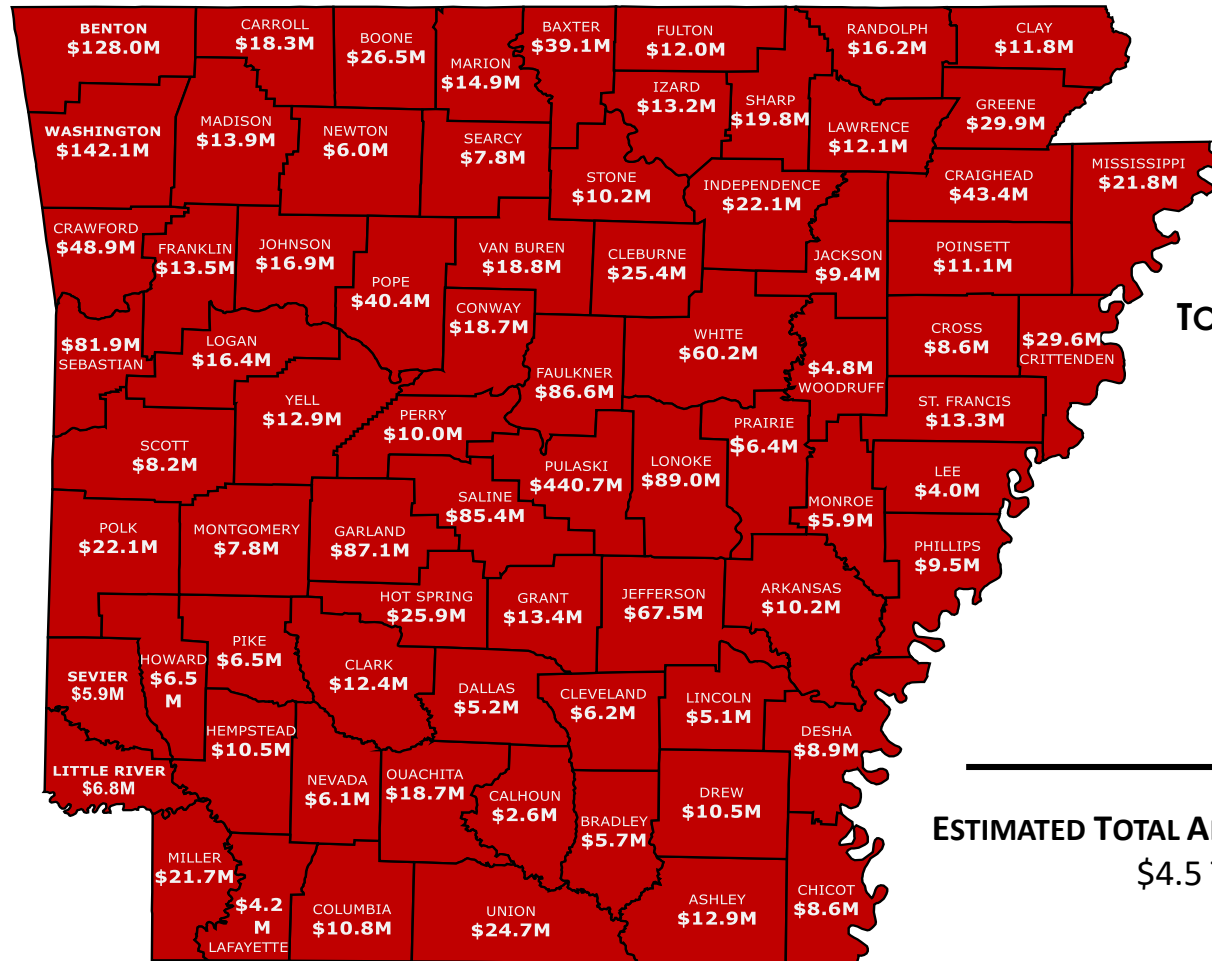 BENTON
$128.0M
CARROLL
$18.3M
BOONE
$26.5M
MARION
$14.9M
BAXTER
$39.1M
FULTON
$12.0M
IZARD
$13.2M
SHARP
$19.8M
RANDOLPH
$16.2M
CLAY
$11.8M
GREENE
$29.9M
LAWRENCE
$12.1M
WASHINGTON
$142.1M
MADISON
$13.9M
NEWTON
$6.0M
SEARCY
$7.8M
STONE
$10.2M
INDEPENDENCE
$22.1M
CRAIGHEAD
$43.4M
MISSISSIPPI
$21.8M
CRAWFORD
$48.9M
FRANKLIN
$13.5M
JOHNSON
$16.9M
POPE
$40.4M
VAN BUREN
$18.8M
CLEBURNE
$25.4M
JACKSON
$9.4M
POINSETT
$11.1M
$81.9M
SEBASTIAN
LOGAN
$16.4M
CONWAY
$18.7M
FAULKNER
$86.6M
WHITE
$60.2M
$4.8M
WOODRUFF
CROSS
$8.6M
$29.6M
CRITTENDEN
TO
YELL
$12.9M
PERRY
$10.0M
PRAIRIE
$6.4M
ST. FRANCIS
$13.3M
SCOTT
$8.2M
SALINE
$85.4M
PULASKI
$440.7M
LONOKE
$89.0M
MONROE
$5.9M
LEE
$4.0M
POLK
$22.1M
MONTGOMERY
$7.8M
GARLAND
$87.1M
PHILLIPS
$9.5M
HOT SPRING
$25.9M
GRANT
$13.4M
JEFFERSON
$67.5M
ARKANSAS
$10.2M
SEVIER
$5.9M
HOWARD
$6.5
M
PIKE
$6.5M
CLARK
$12.4M
DALLAS
$5.2M
CLEVELAND
$6.2M
LINCOLN
$5.1M
DESHA
$8.9M
LITTLE RIVER
$6.8M
HEMPSTEAD
$10.5M
NEVADA
$6.1M
OUACHITA
$18.7M
CALHOUN
$2.6M
BRADLEY
$5.7M
DREW
$10.5M
MILLER
$21.7M
$4.2
M
LAFAYETTE
COLUMBIA
$10.8M
UNION
$24.7M
ASHLEY
$12.9M
CHICOT
$8.6M
ESTIMATED TOTAL
$4.5